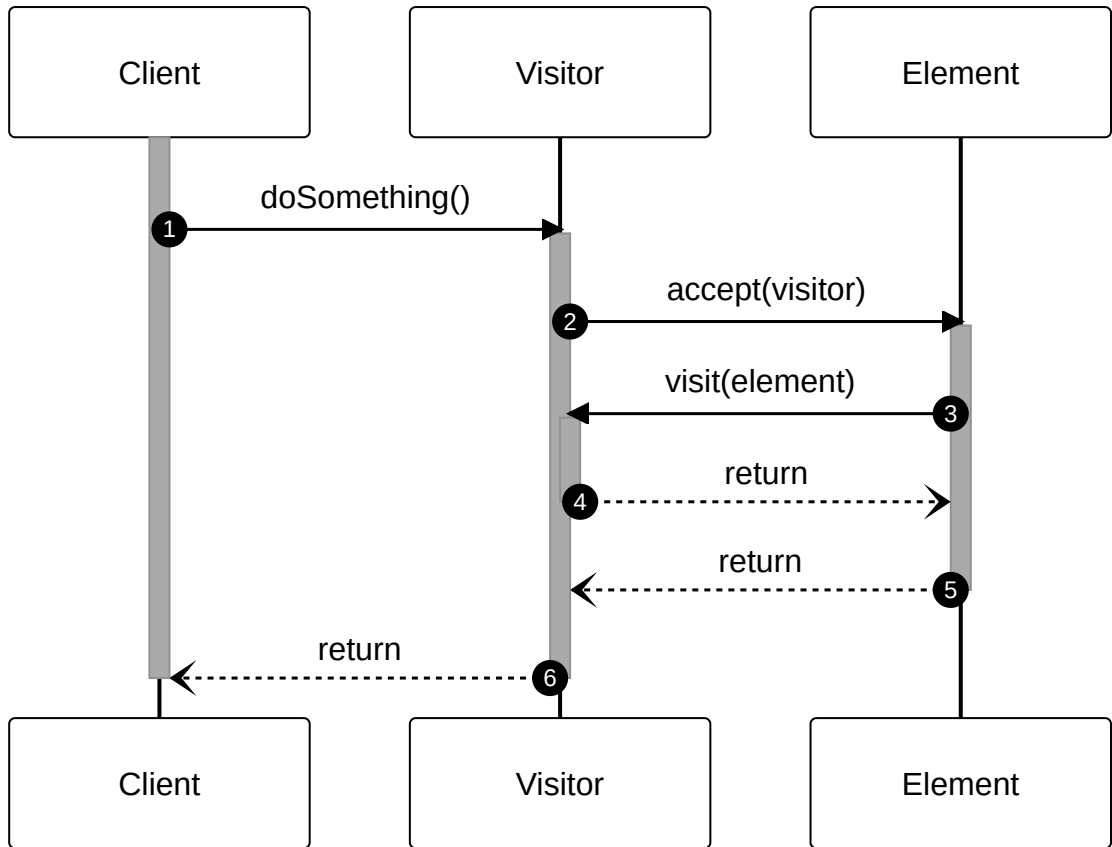 Client
Visitor
Element
doSomething()
1
accept(visitor)
2
visit(element)
3
return
4
return
5
return
6
Client
Visitor
Element